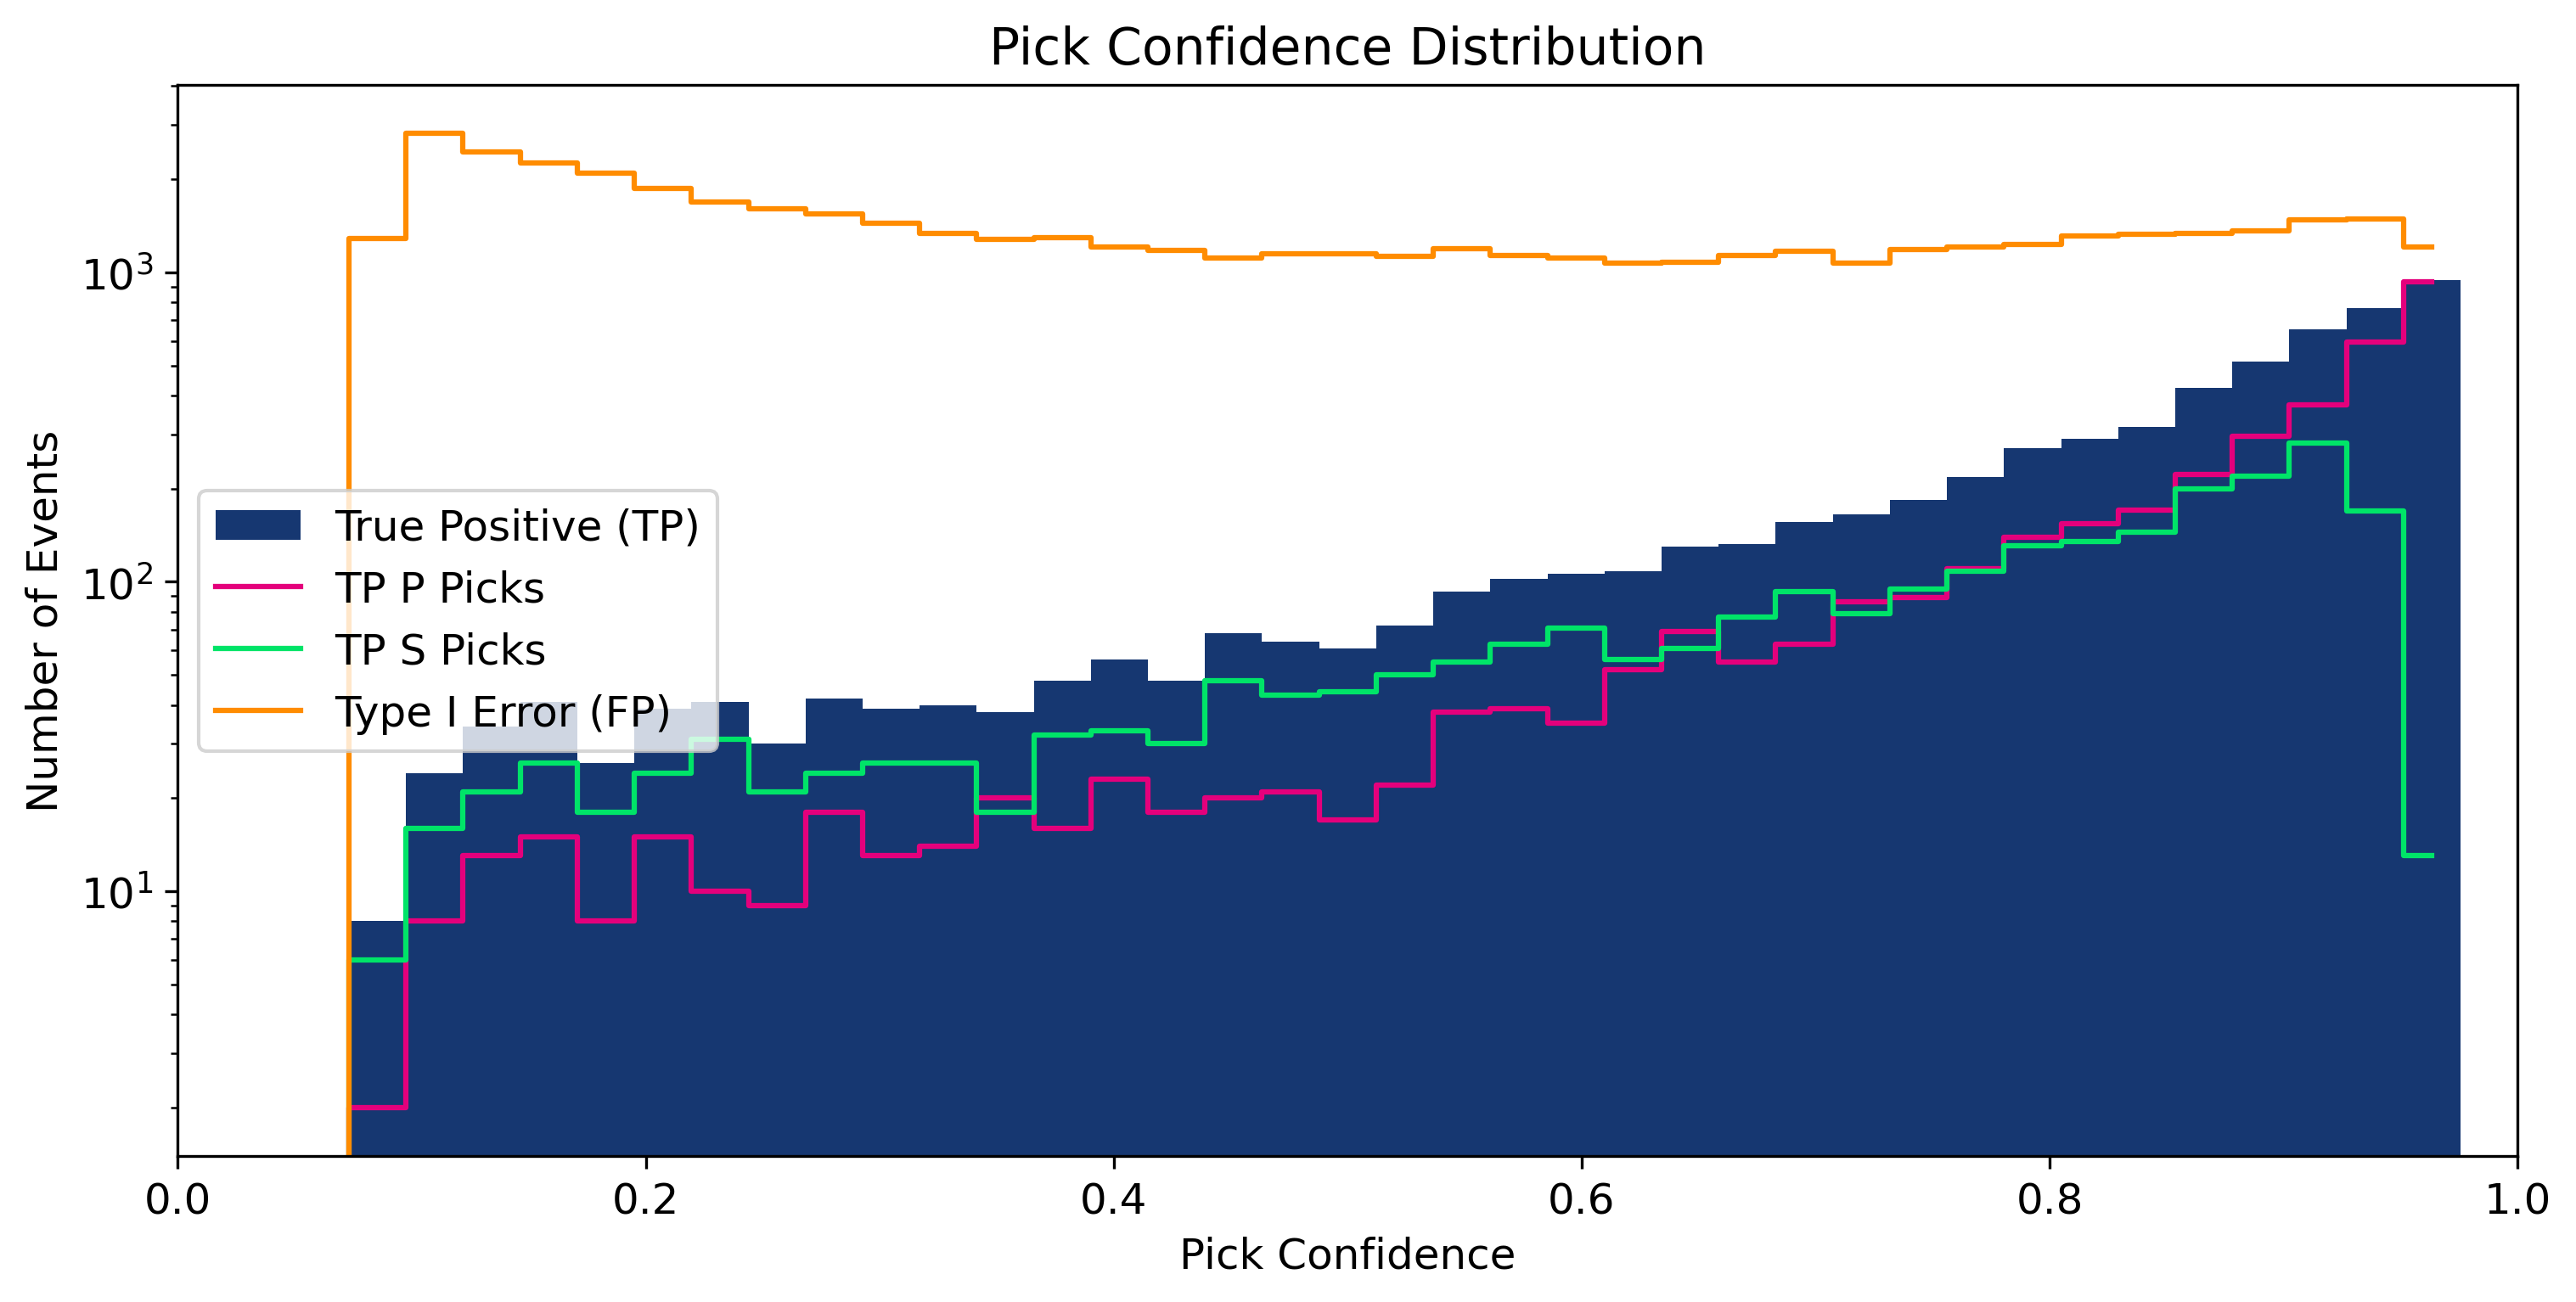 Pick Confidence Distribution
Number of Events
10³
10²
10¹
True Positive (TP)
TP P Picks
TP S Picks
Type I Error (FP)
0.0 0.2 0.4 0.6 0.8 1.0
Pick Confidence